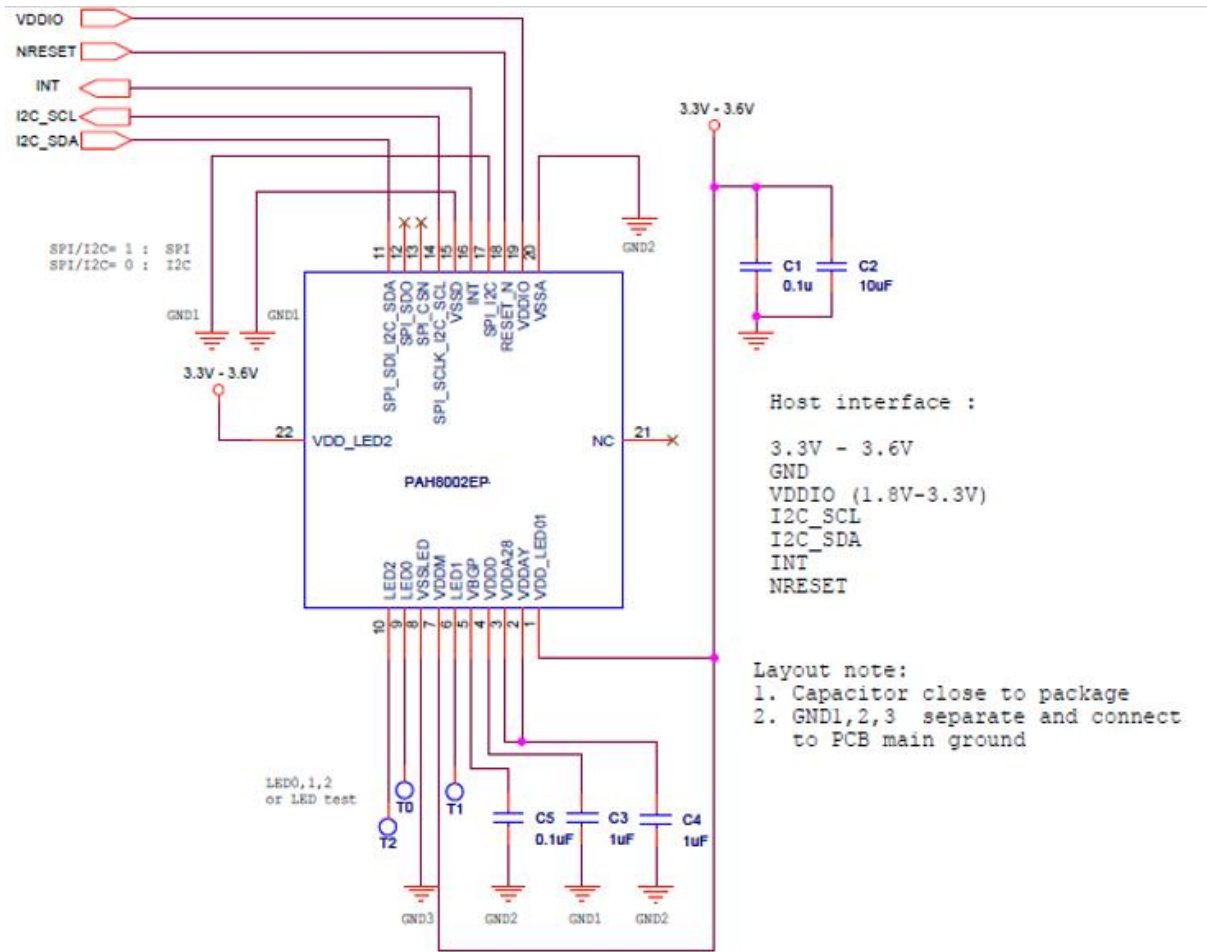 VDDIO
NRESET
INT
I2C_SCL
I2C_SDA
3.3V - 3.6V
GND2
SPI/I2C= 1 : SPI
SPI/I2C= 0 : I2C
GND1
GND1
11
12
13
14
15
16
17
18
19
20
SPI_SDI_I2C_SDA
SPI_SDO
SPI_CSN
SPI_SCLK_I2C_SCL
VSSD
INT
SPI_I2C
RESET_N
VDDIO
VSSA
C1
0.1u
C2
10uF
3.3V - 3.6V
22
VDD_LED2
NC
21
PAH8002EP
Host interface :
3.3V - 3.6V
GND
VDDIO (1.8V-3.3V)
I2C_SCL
I2C_SDA
INT
NRESET
LED2
LED0
VSSLED
VDDM
LED1
VBGP
VDDD
VDDA28
VDDAY
VDD_LED01
10
9
8
7
6
5
4
3
2
1
Layout note:
1. Capacitor close to package
2. GND1,2,3 separate and connect
to PCB main ground
LED0,1,2
or LED test
T0
T1
T2
C5
0.1uF
C3
1uF
C4
1uF
GND3
GND2
GND1
GND2